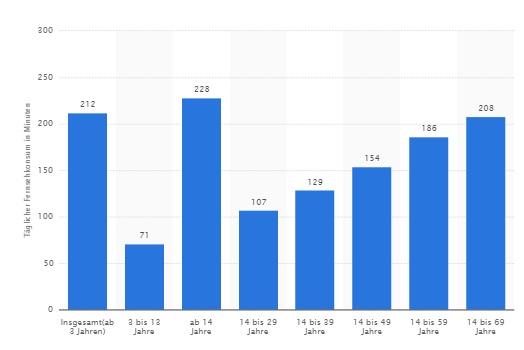 Täglicher Fernsehkonsum in Minuten
300
250
200
150
100
50
0
212
71
228
107
129
154
186
208
Insgesamt(ab
3 Jahren)
3 bis 13
Jahre
ab 14
Jahre
14 bis 29
Jahre
14 bis 39
Jahre
14 bis 49
Jahre
14 bis 59
Jahre
14 bis 69
Jahre